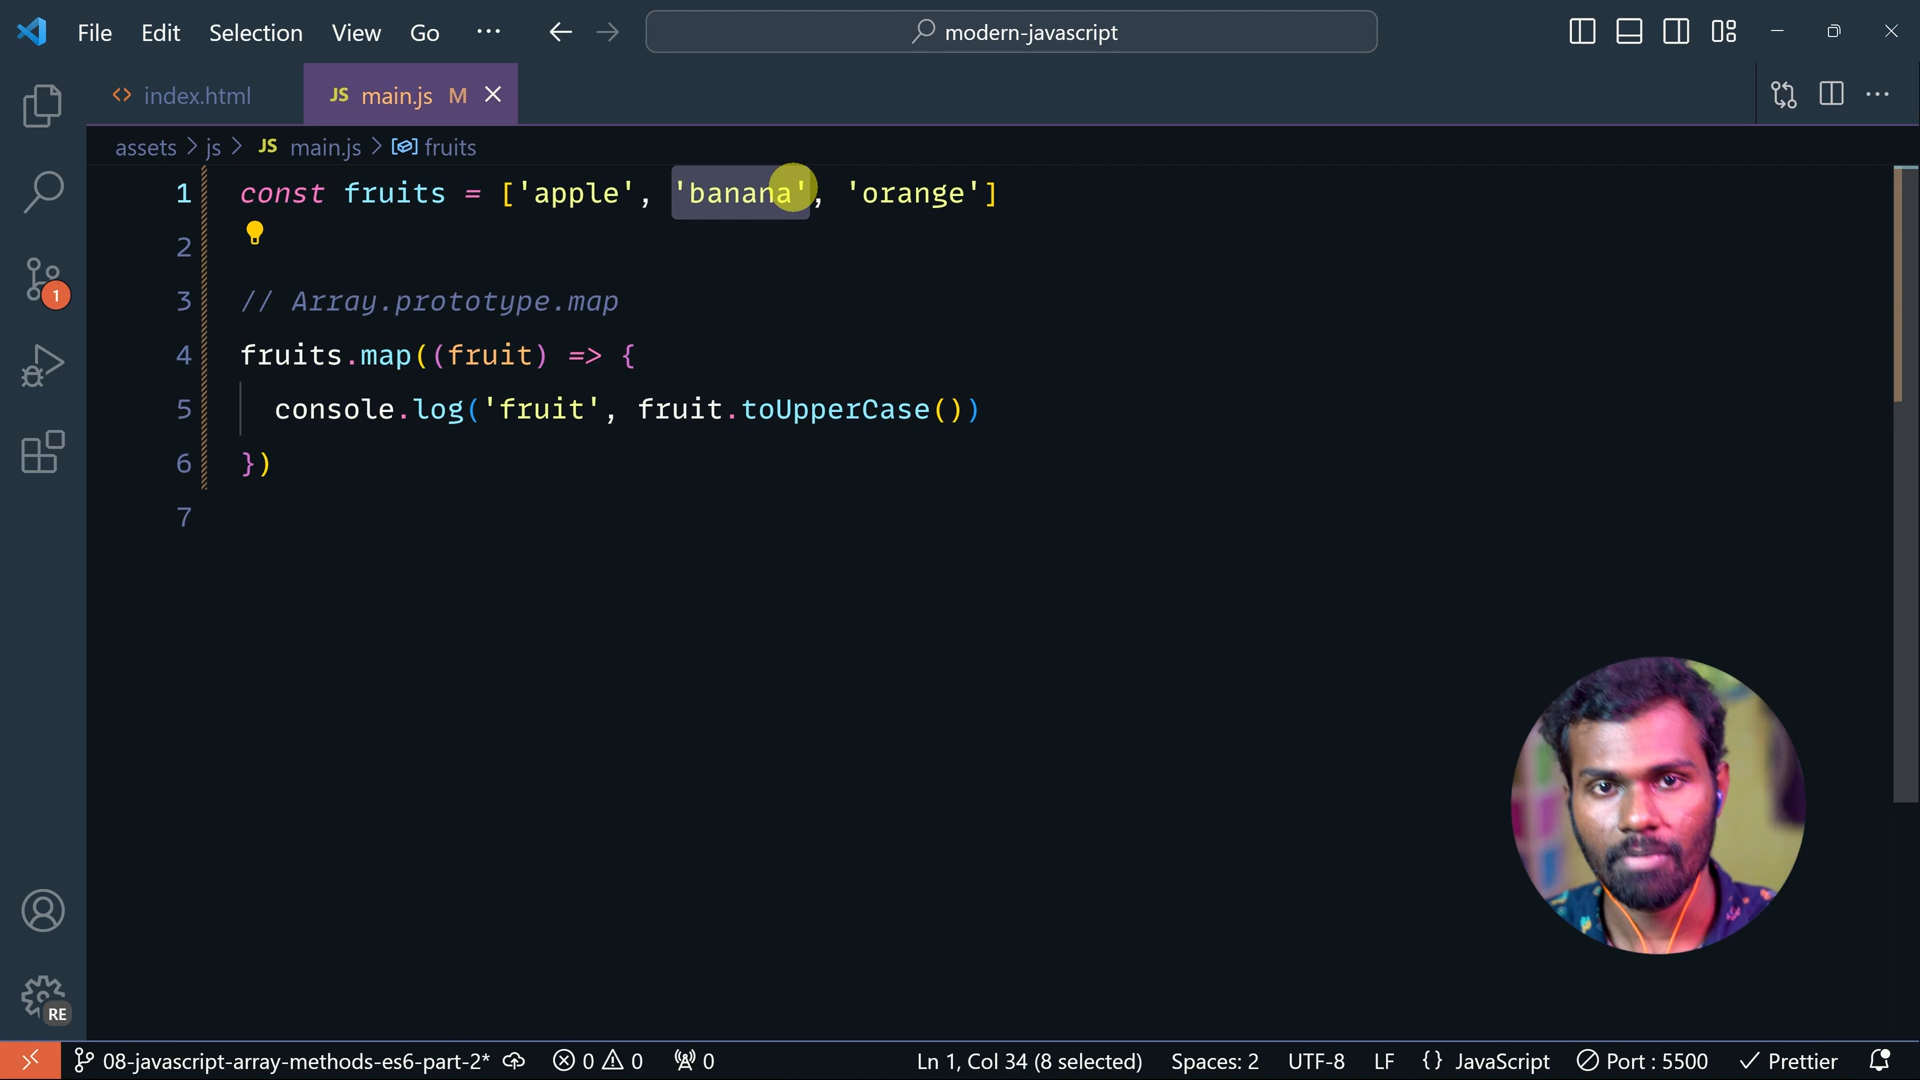 File Edit Selection View Go ··· modern-javascript
index.html JS main.js M
assets > js > JS main.js > fruits
1 const fruits = ['apple', 'banana', 'orange']
2
3 // Array.prototype.map
4 fruits.map((fruit) => {
5 console.log('fruit', fruit.toUpperCase())
6 })
7
1
RE
08-javascript-array-methods-es6-part-2* 0 0 0 Ln 1, Col 34 (8 selected) Spaces: 2 UTF-8 LF {} JavaScript Port : 5500 Prettier